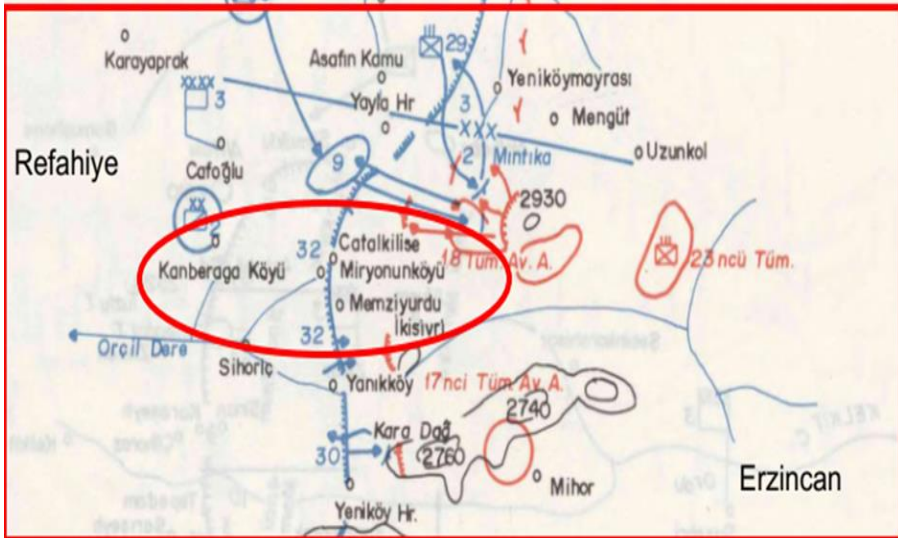 29
Karayaprak
Asafın Kamu
Yeniköymayrası
xxxx
3
Yayla Hr
3
xxx
Mengüt
Refahiye
Cafoğlu
9
2 Mıntıka
Uzunkol
2930
xx
2
32
Catalkilise
18 Tüm. Av. A.
23 ncü Tüm.
Kanberaga Köyü
Miryonunköyü
Memziyurdu
(kisivr)
32
Orçil Dere
Sihoriç
Yanıkköy
17nci Tüm Av. A.
2740
Kara Dağ
30
2760
Mihor
Erzincan
Yeniköy Hr.